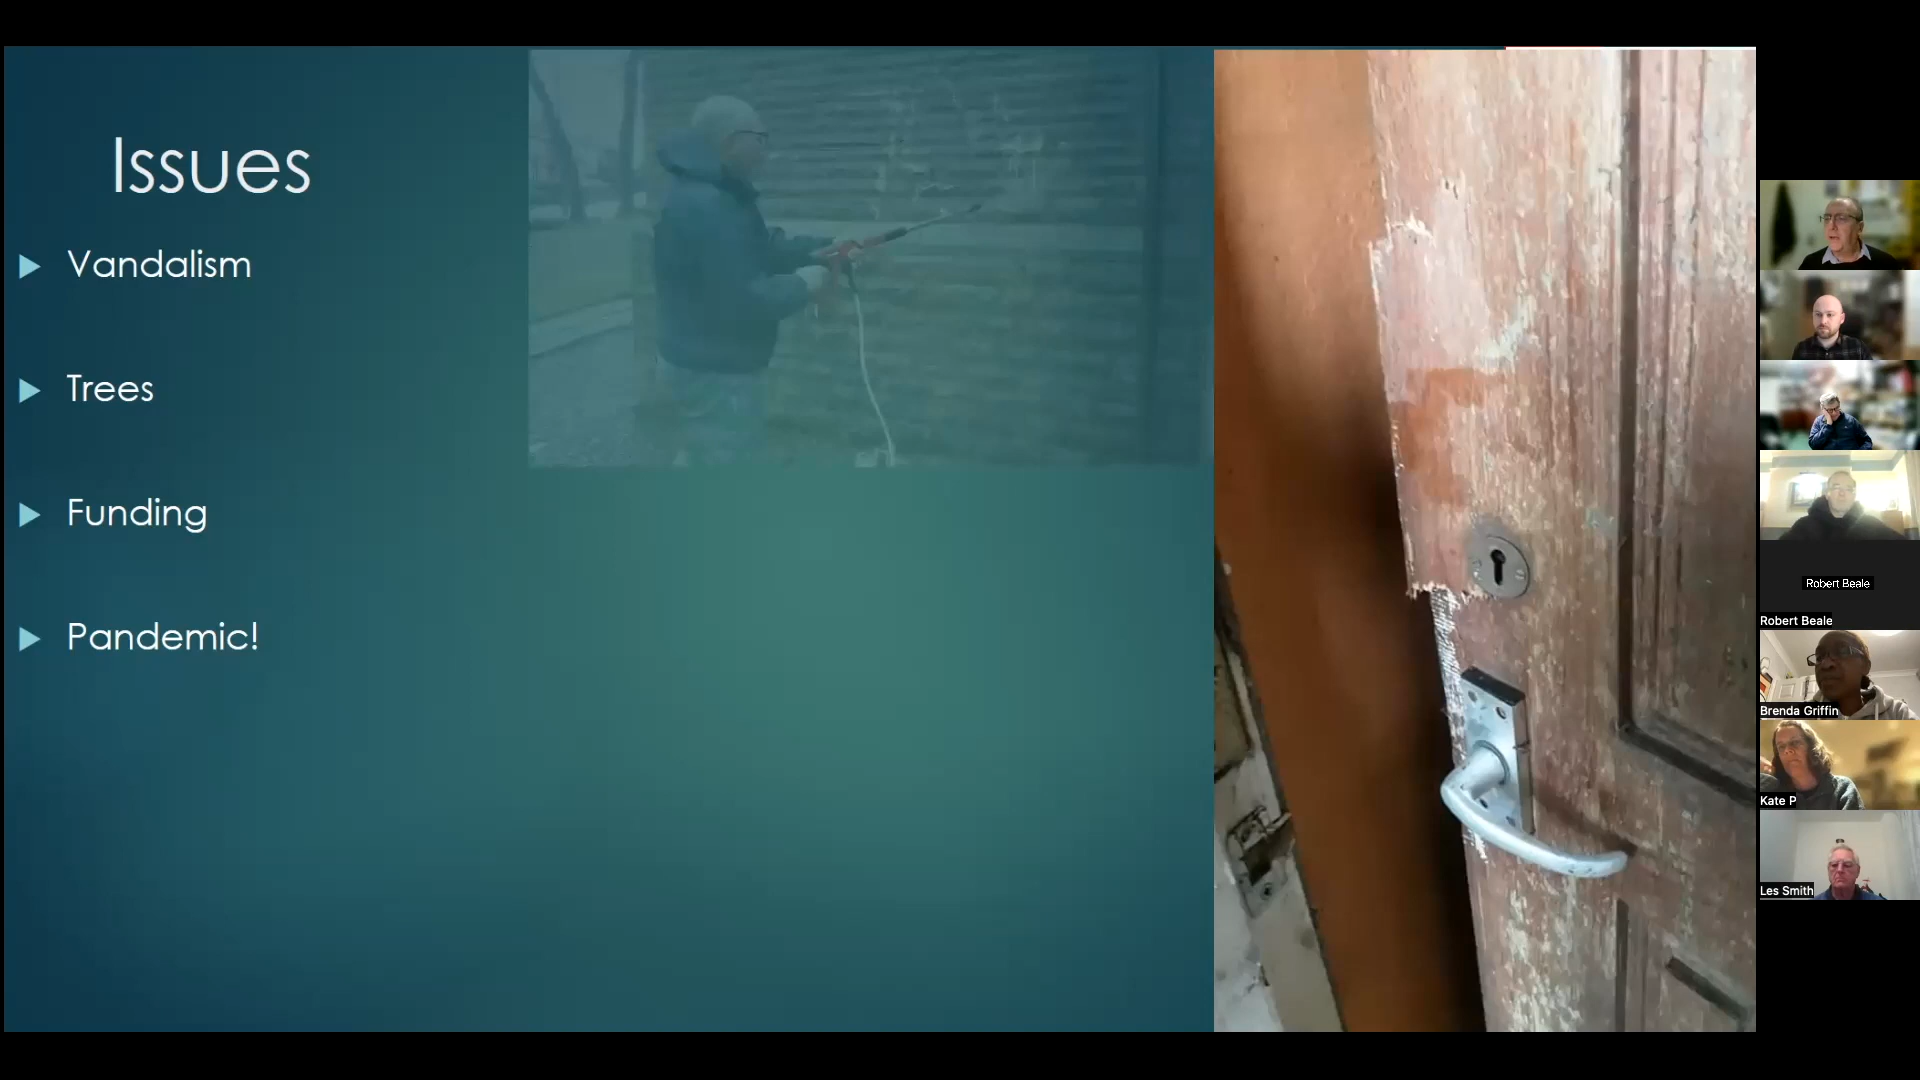 Issues
Vandalism
Trees
Funding
Pandemic!
Robert Beale
Robert Beale
Brenda Griffin
Kate P
Les Smith